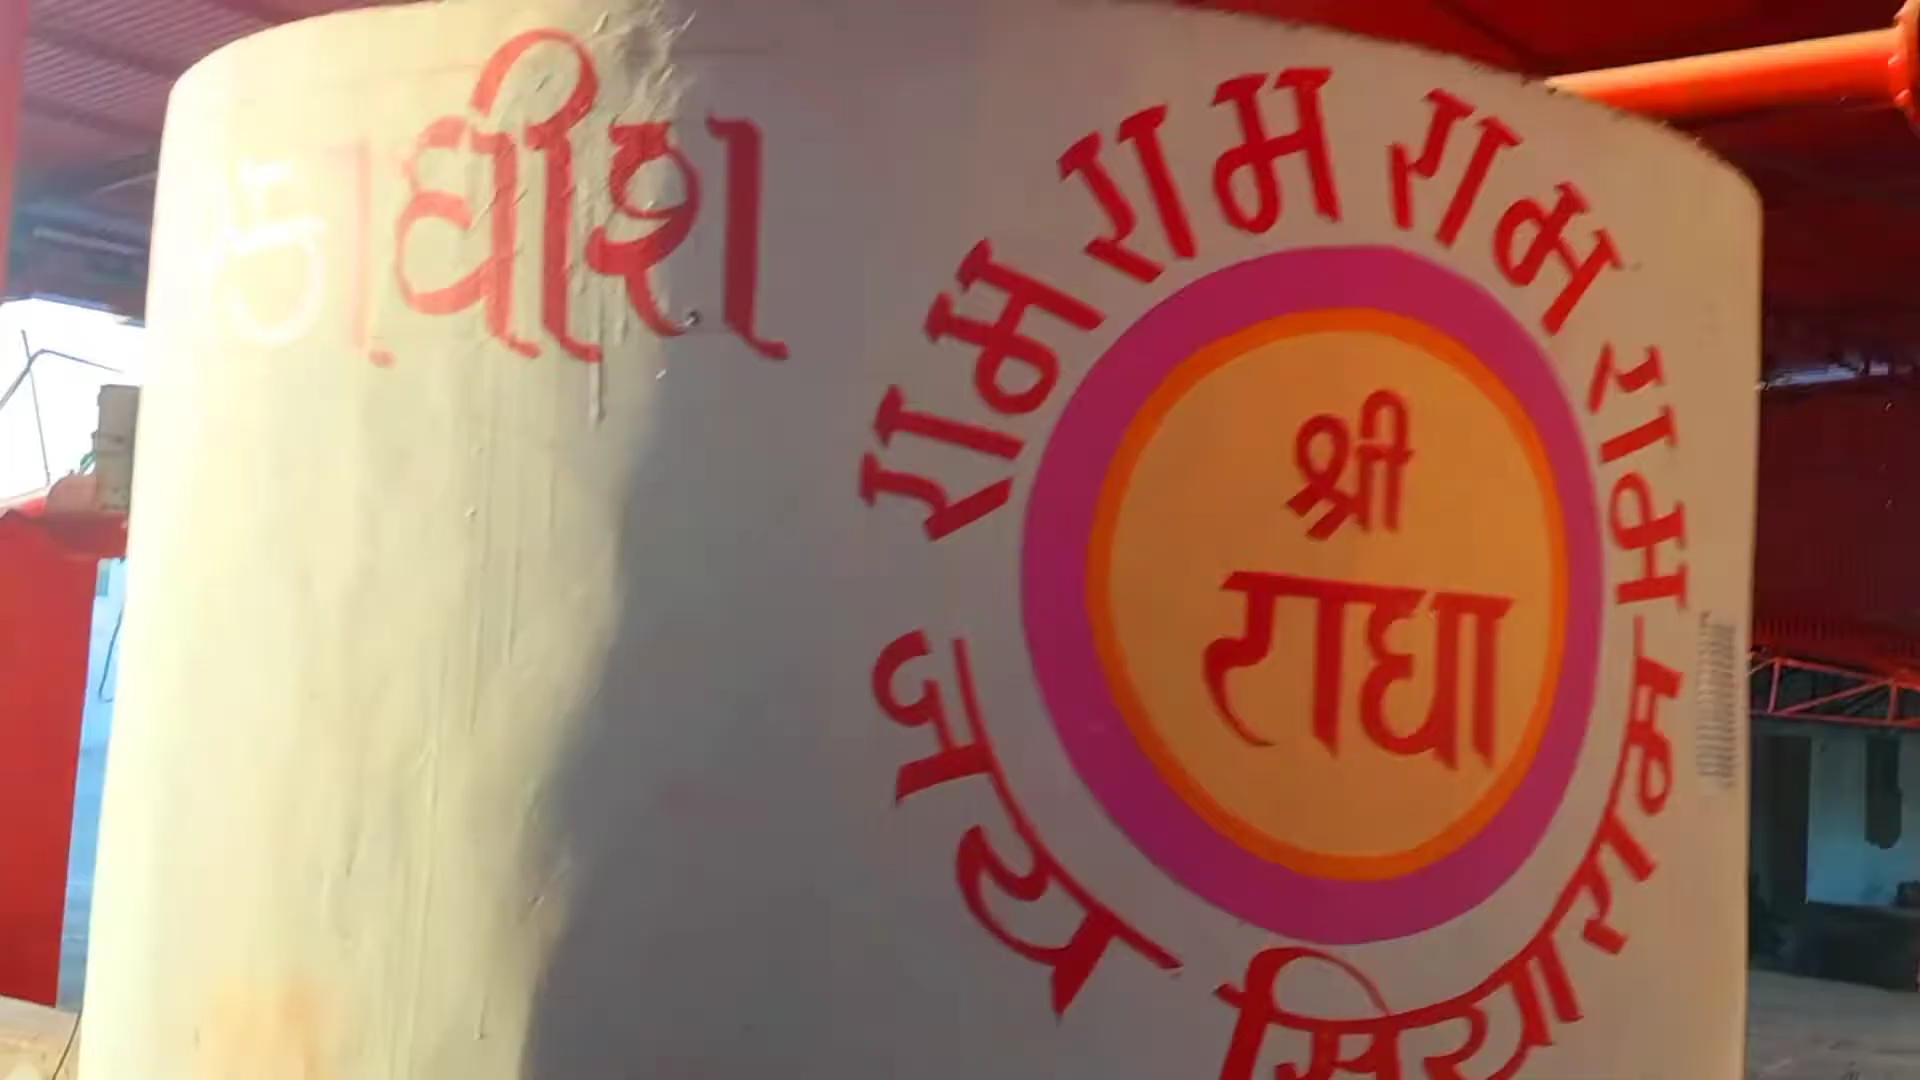 ठाधीश
राम राम राम राम
श्री
राधा
जय सियाराम